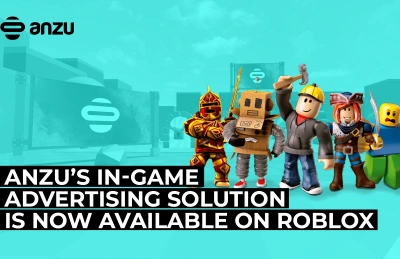 anzu
ANZU'S IN-GAME
ADVERTISING SOLUTION
IS NOW AVAILABLE ON ROBLOX